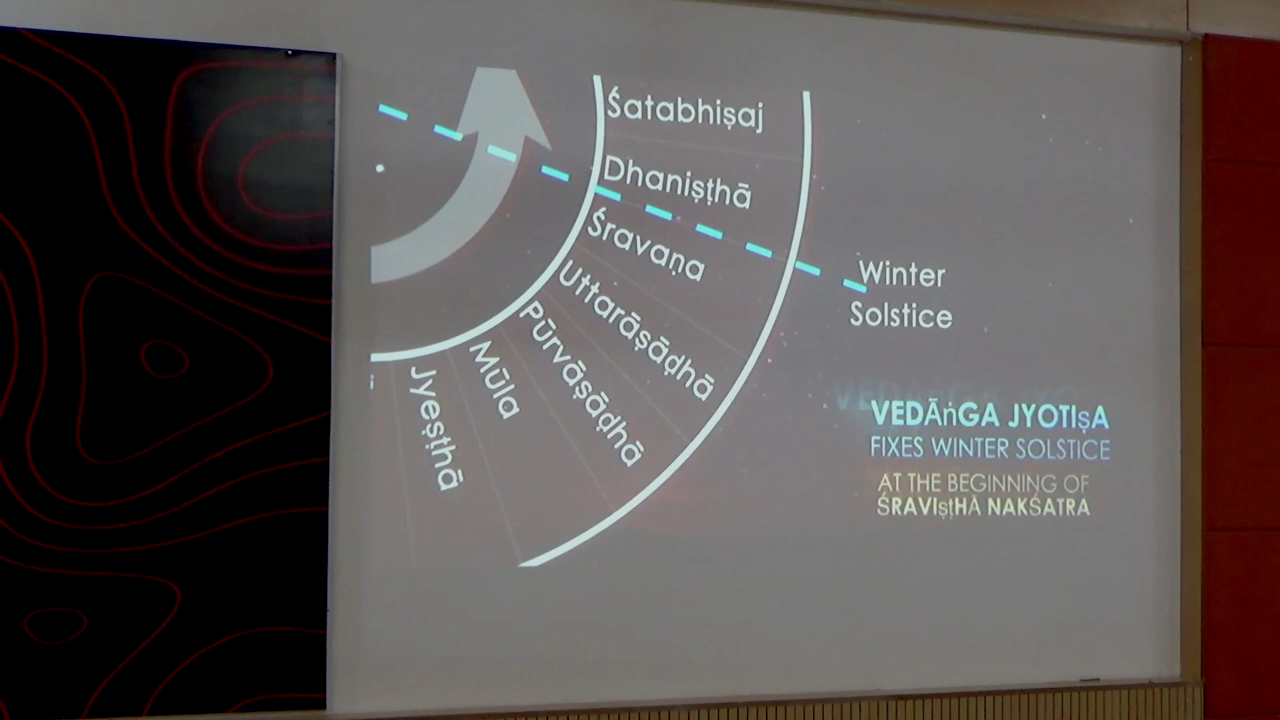 Śatabhiṣaj
Dhaniṣṭhā
Śravaṇa
Uttarāṣāḍhā
Pūrvāṣāḍhā
Mūla
Jyeṣṭhā
Winter
Solstice
VEDĀṅGA JYOTIṣA
FIXES WINTER SOLSTICE
AT THE BEGINNING OF
ŚRAVIṣṭHĀ NAKŚATRA